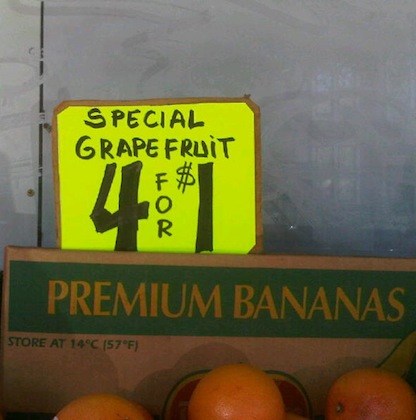 SPECIAL
GRAPEFRUIT
4 FOR $1
PREMIUM BANANAS
STORE AT 14°C (57°F)